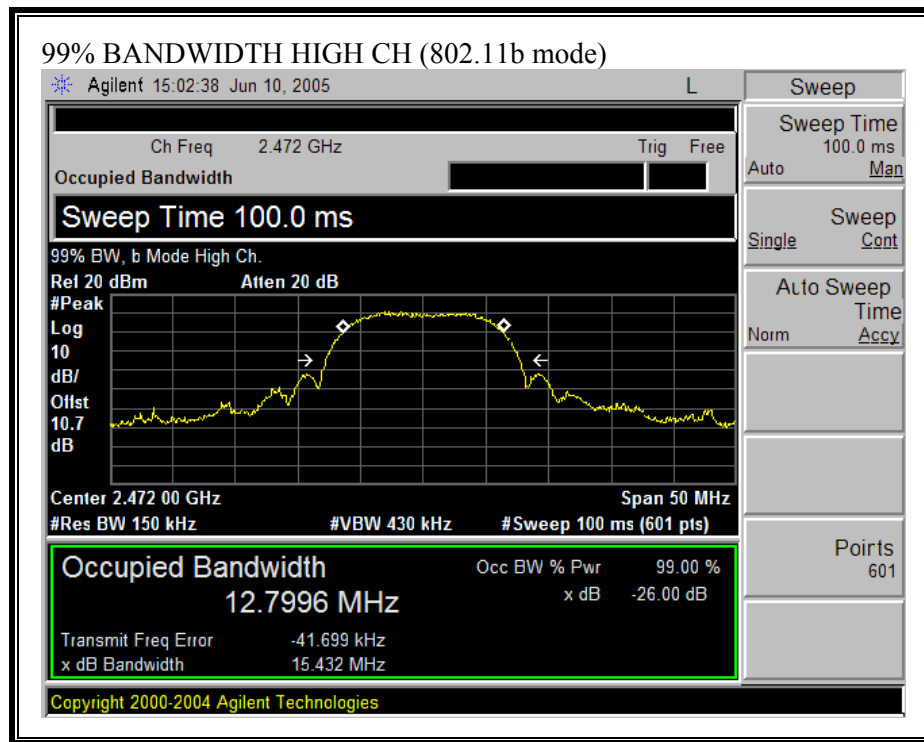 99% BANDWIDTH HIGH CH (802.11b mode)
Agilent 15:02:38 Jun 10, 2005 L
Sweep
Ch Freq 2.472 GHz Trig Free
Occupied Bandwidth
Sweep Time 100.0 ms
99% BW, b Mode High Ch.
Ref 20 dBm Atten 20 dB
#Peak
Log
10
dB/
Offst
10.7
dB
Center 2.472 00 GHz Span 50 MHz
#Res BW 150 kHz #VBW 430 kHz #Sweep 100 ms (601 pts)
Occupied Bandwidth Occ BW % Pwr 99.00 %
12.7996 MHz x dB -26.00 dB
Transmit Freq Error -41.699 kHz
x dB Bandwidth 15.432 MHz
Copyright 2000-2004 Agilent Technologies
Sweep Time
100.0 ms
Auto Man
Sweep
Single Cont
Auto Sweep
Time
Norm Accy
Points
601